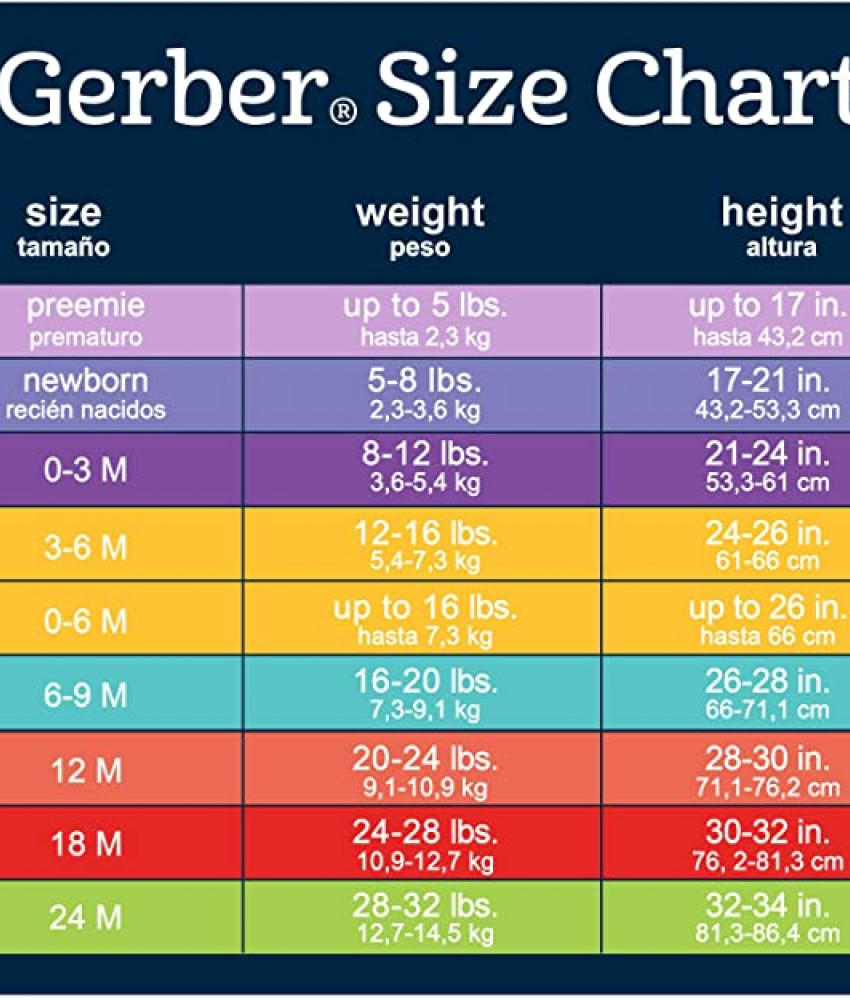 Gerber® Size Chart
size weight height
tamaño peso altura
preemie up to 5 lbs. up to 17 in.
prematuro hasta 2,3 kg hasta 43,2 cm
newborn 5-8 lbs. 17-21 in.
recién nacidos 2,3-3,6 kg 43,2-53,3 cm
0-3 M 8-12 lbs. 21-24 in.
3,6-5,4 kg 53,3-61 cm
3-6 M 12-16 lbs. 24-26 in.
5,4-7,3 kg 61-66 cm
0-6 M up to 16 lbs. up to 26 in.
hasta 7,3 kg hasta 66 cm
6-9 M 16-20 lbs. 26-28 in.
7,3-9,1 kg 66-71,1 cm
12 M 20-24 lbs. 28-30 in.
9,1-10,9 kg 71,1-76,2 cm
18 M 24-28 lbs. 30-32 in.
10,9-12,7 kg 76, 2-81,3 cm
24 M 28-32 lbs. 32-34 in.
12,7-14,5 kg 81,3-86,4 cm